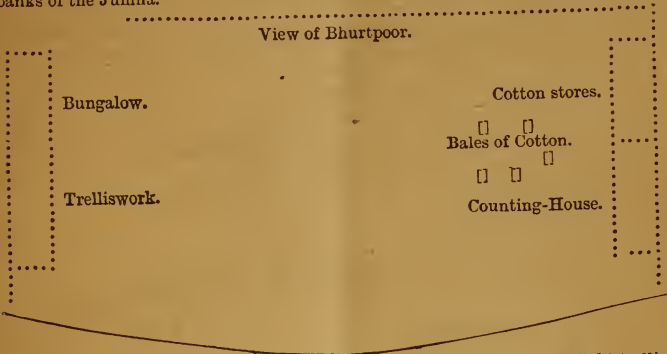 banks of the Jumna.
View of Bhurtpoor.
Bungalow.
Cotton stores.
Bales of Cotton.
Trelliswork.
Counting-House.